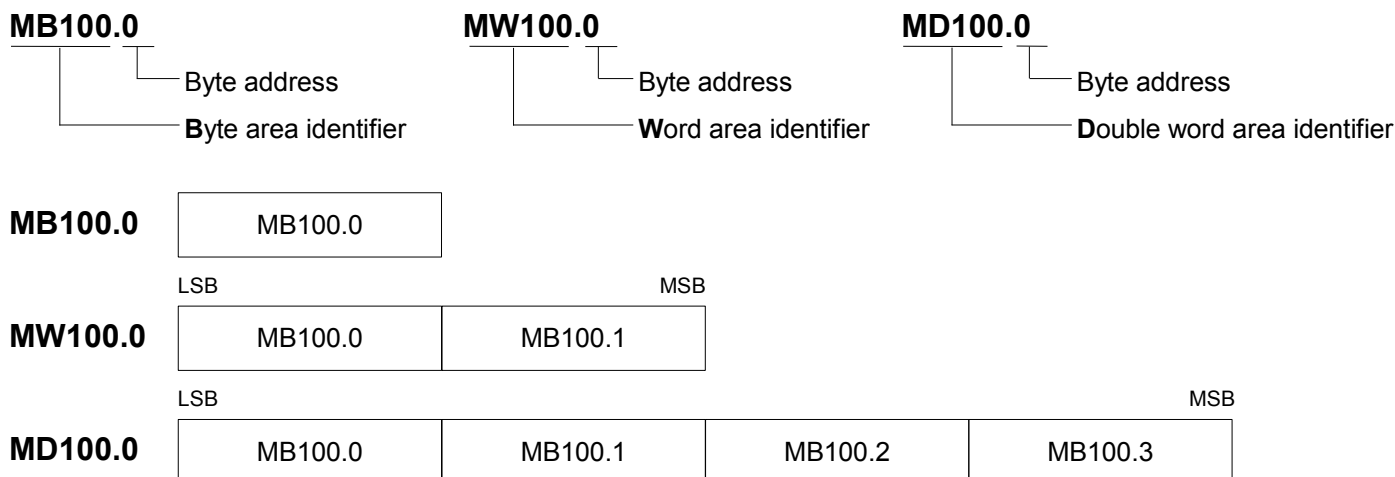 MB100.0 MW100.0 MD100.0
Byte address Byte address Byte address
Byte area identifier Word area identifier Double word area identifier
MB100.0 MB100.0
LSB MSB
MW100.0 MB100.0 MB100.1
LSB MSB
MD100.0 MB100.0 MB100.1 MB100.2 MB100.3